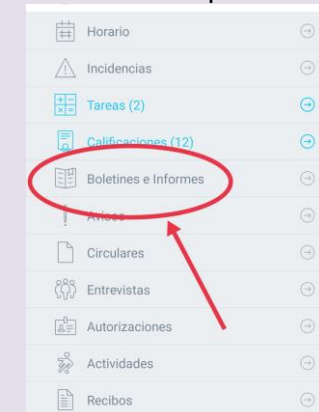 Horario
Incidencias
Tareas (2)
Calificaciones (12)
Boletines e Informes
Avisos
Circulares
Entrevistas
Autorizaciones
Actividades
Recibos